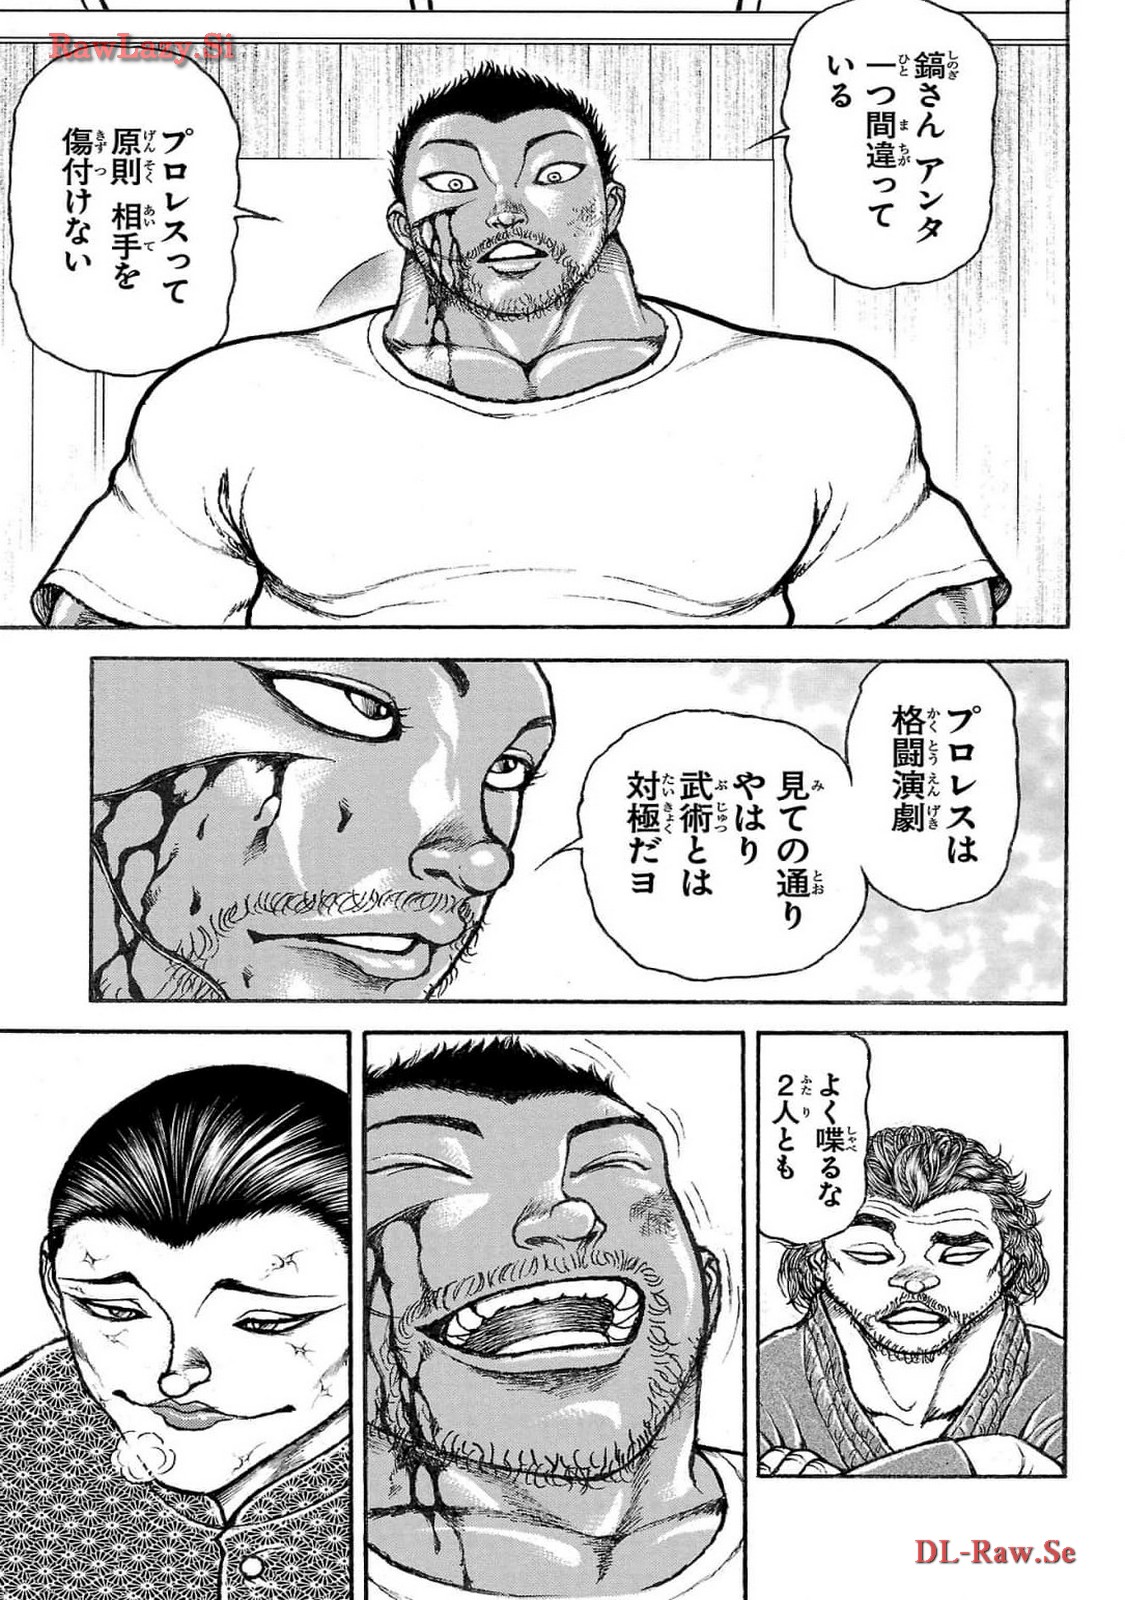 RawLazy.Si
鎬さん アンタ
一つ間違って
いる
プロレスって
原則 相手を
傷付けない
プロレスは
格闘演劇
見ての通り
やはり
武術とは
対極だヨ
よく喋るな
2人とも
DL-Raw.Se